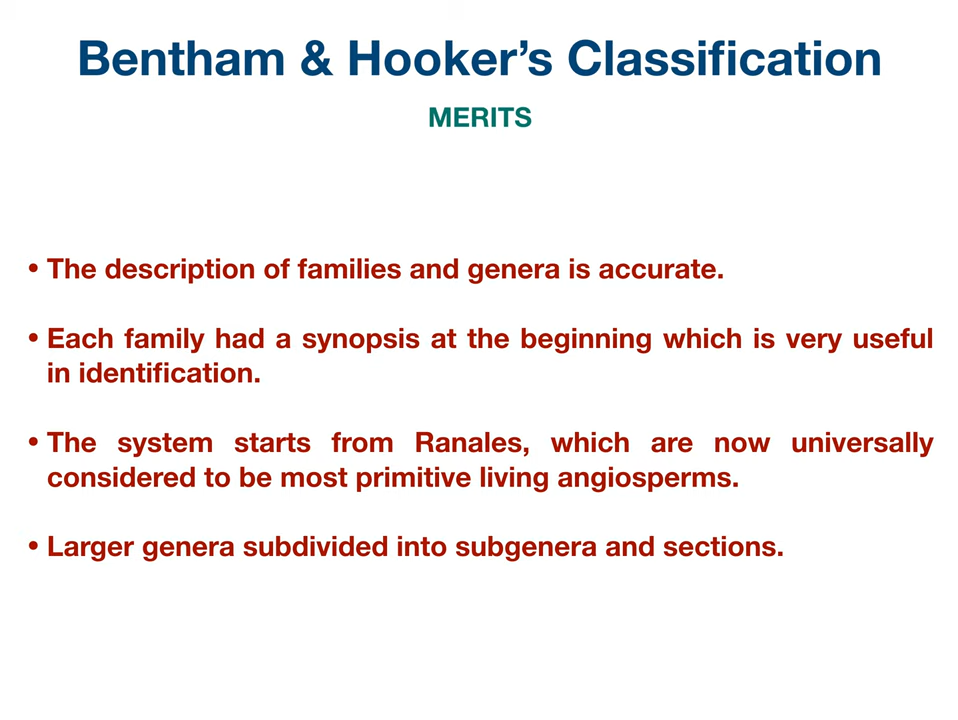 Bentham & Hooker’s Classification
MERITS
• The description of families and genera is accurate.
• Each family had a synopsis at the beginning which is very useful
in identification.
• The system starts from Ranales, which are now universally
considered to be most primitive living angiosperms.
• Larger genera subdivided into subgenera and sections.